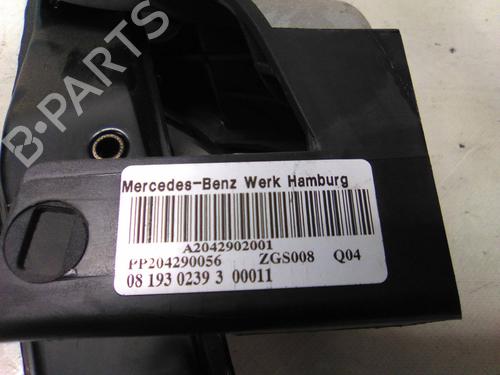 B-PARTS
Mercedes-Benz Werk Hamburg
A2042902001
PP204290056 ZGS008 Q04
08 193 0239 3 00011